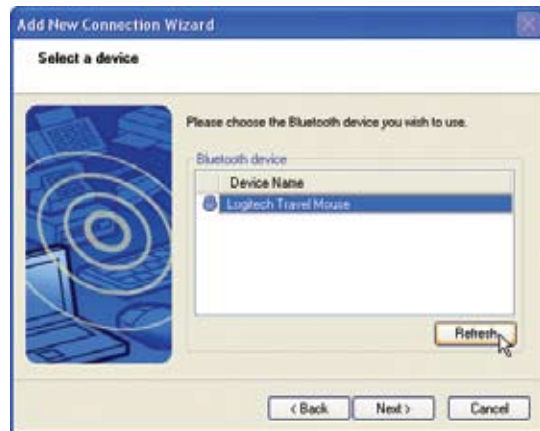 Add New Connection Wizard
Select a device
Please choose the Bluetooth device you wish to use.
Bluetooth device
Device Name
Logitech Travel Mouse
Refresh
< Back
Next >
Cancel